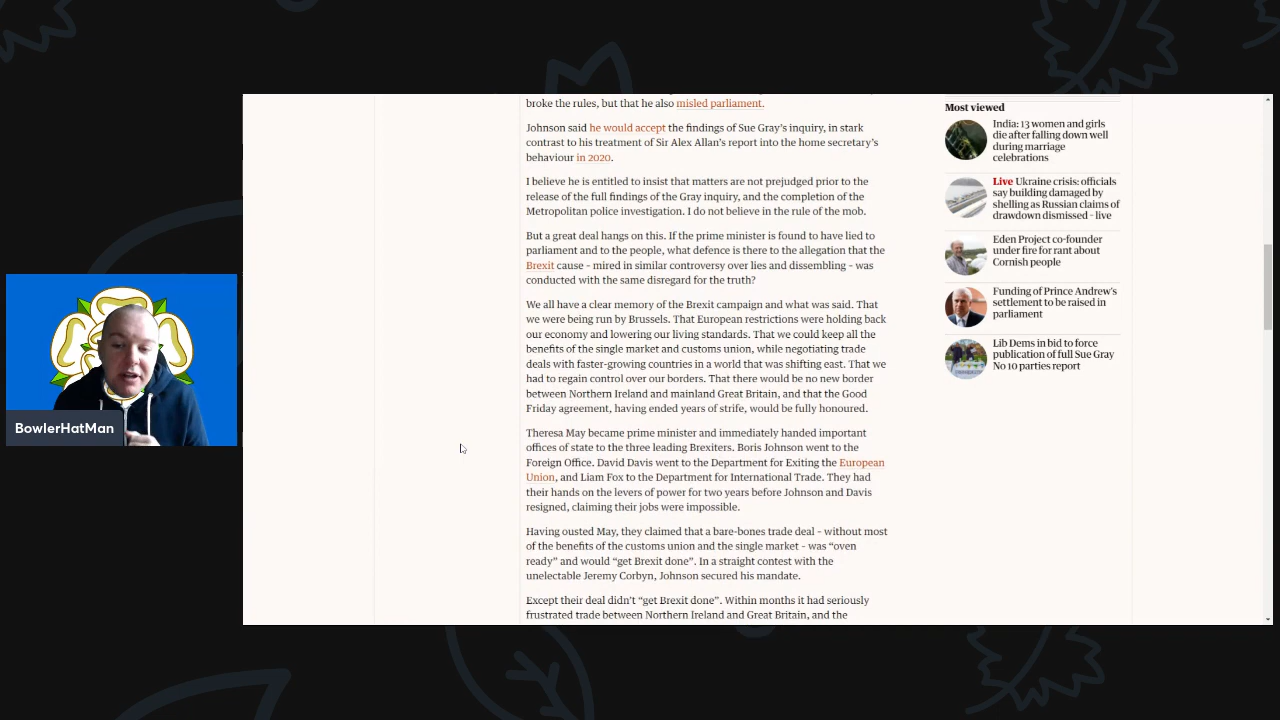 broke the rules, but that he also misled parliament.
Johnson said he would accept the findings of Sue Gray's inquiry, in stark
contrast to his treatment of Sir Alex Allan's report into the home secretary's
behaviour in 2020.
I believe he is entitled to insist that matters are not prejudged prior to the
release of the full findings of the Gray inquiry, and the completion of the
Metropolitan police investigation. I do not believe in the rule of the mob.
But a great deal hangs on this. If the prime minister is found to have lied to
parliament and to the people, what defence is there to the allegation that the
Brexit cause – mired in similar controversy over lies and dissembling – was
conducted with the same disregard for the truth?
We all have a clear memory of the Brexit campaign and what was said. That
we were being run by Brussels. That European restrictions were holding back
our economy and lowering our living standards. That we could keep all the
benefits of the single market and customs union, while negotiating trade
deals with faster-growing countries in a world that was shifting east. That we
had to regain control over our borders. That there would be no new border
between Northern Ireland and mainland Great Britain, and that the Good
Friday agreement, having ended years of strife, would be fully honoured.
Theresa May became prime minister and immediately handed important
offices of state to the three leading Brexiters. Boris Johnson went to the
Foreign Office. David Davis went to the Department for Exiting the European
Union, and Liam Fox to the Department for International Trade. They had
their hands on the levers of power for two years before Johnson and Davis
resigned, claiming their jobs were impossible.
Having ousted May, they claimed that a bare-bones trade deal – without most
of the benefits of the customs union and the single market – was “oven
ready” and would “get Brexit done”. In a straight contest with the
unelectable Jeremy Corbyn, Johnson secured his mandate.
Except their deal didn't “get Brexit done”. Within months it had seriously
frustrated trade between Northern Ireland and Great Britain, and the
Most viewed
India: 13 women and girls
die after falling down well
during marriage
celebrations
Live Ukraine crisis: officials
say building damaged by
shelling as Russian claims of
drawdown dismissed – live
Eden Project co-founder
under fire for rant about
Cornish people
Funding of Prince Andrew's
settlement to be raised in
parliament
Lib Dems in bid to force
publication of full Sue Gray
No 10 parties report
BowlerHatMan